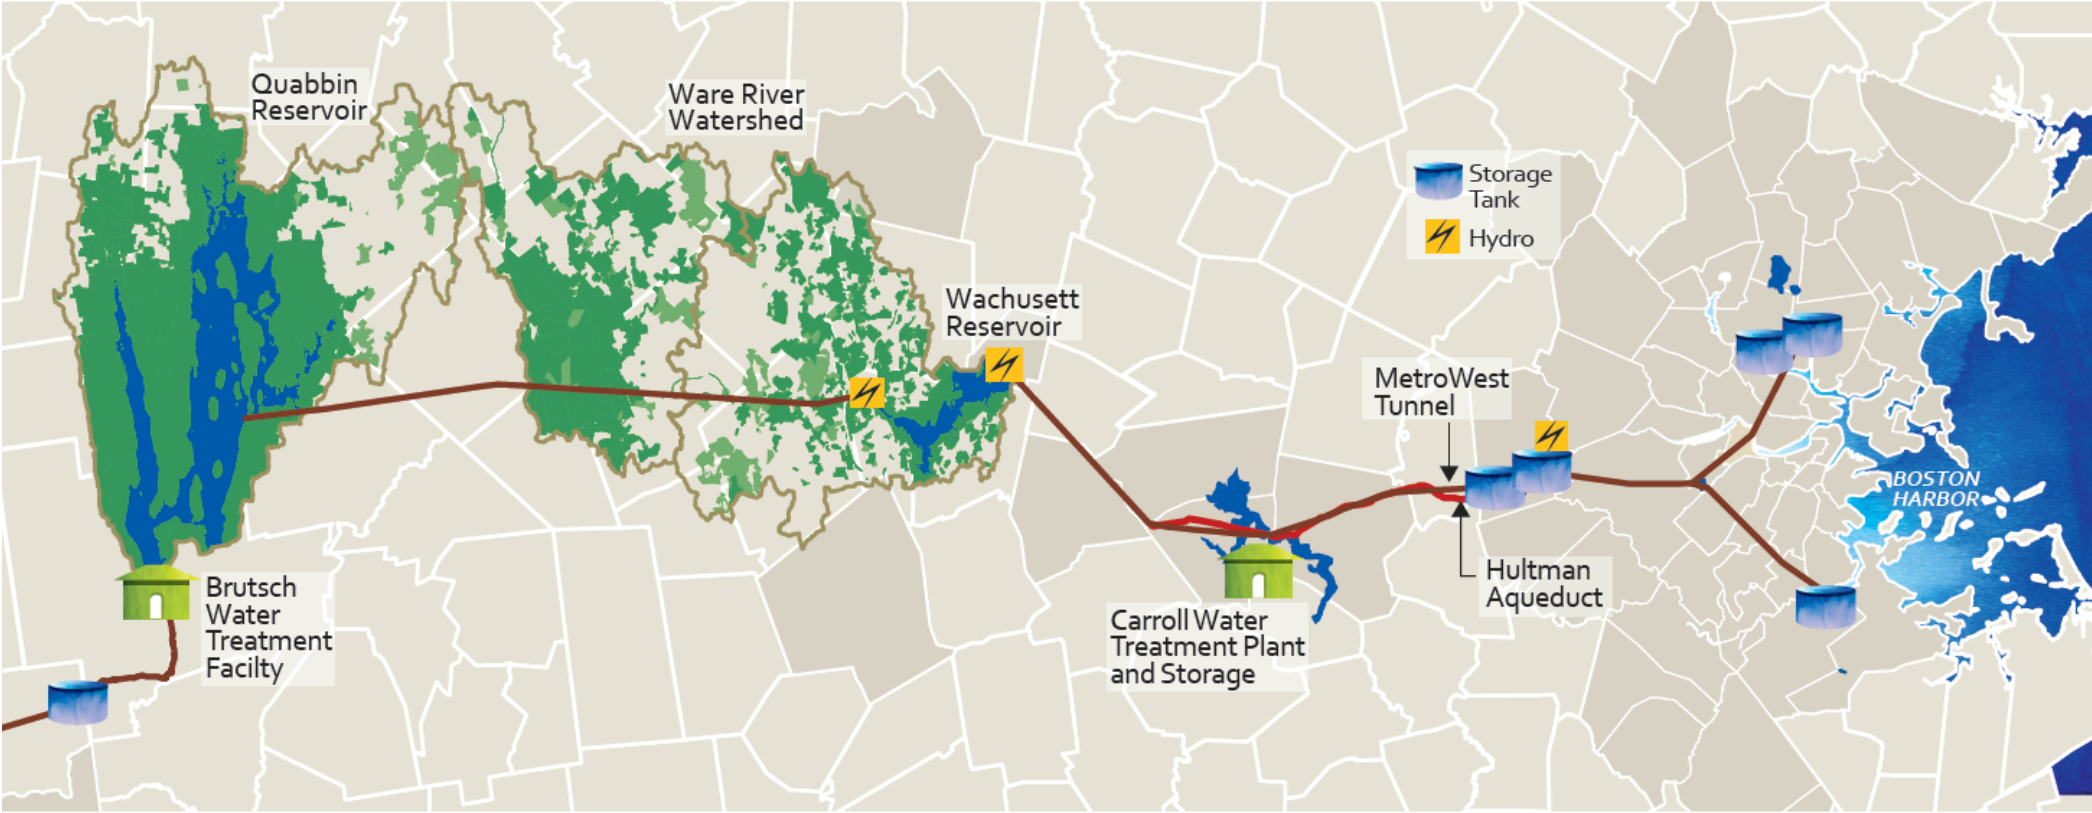 Quabbin
Reservoir
Ware River
Watershed
Storage
Tank
Hydro
Wachusett
Reservoir
MetroWest
Tunnel
BOSTON
HARBOR
Hultman
Aqueduct
Brutsch
Water
Treatment
Facilty
Carroll Water
Treatment Plant
and Storage